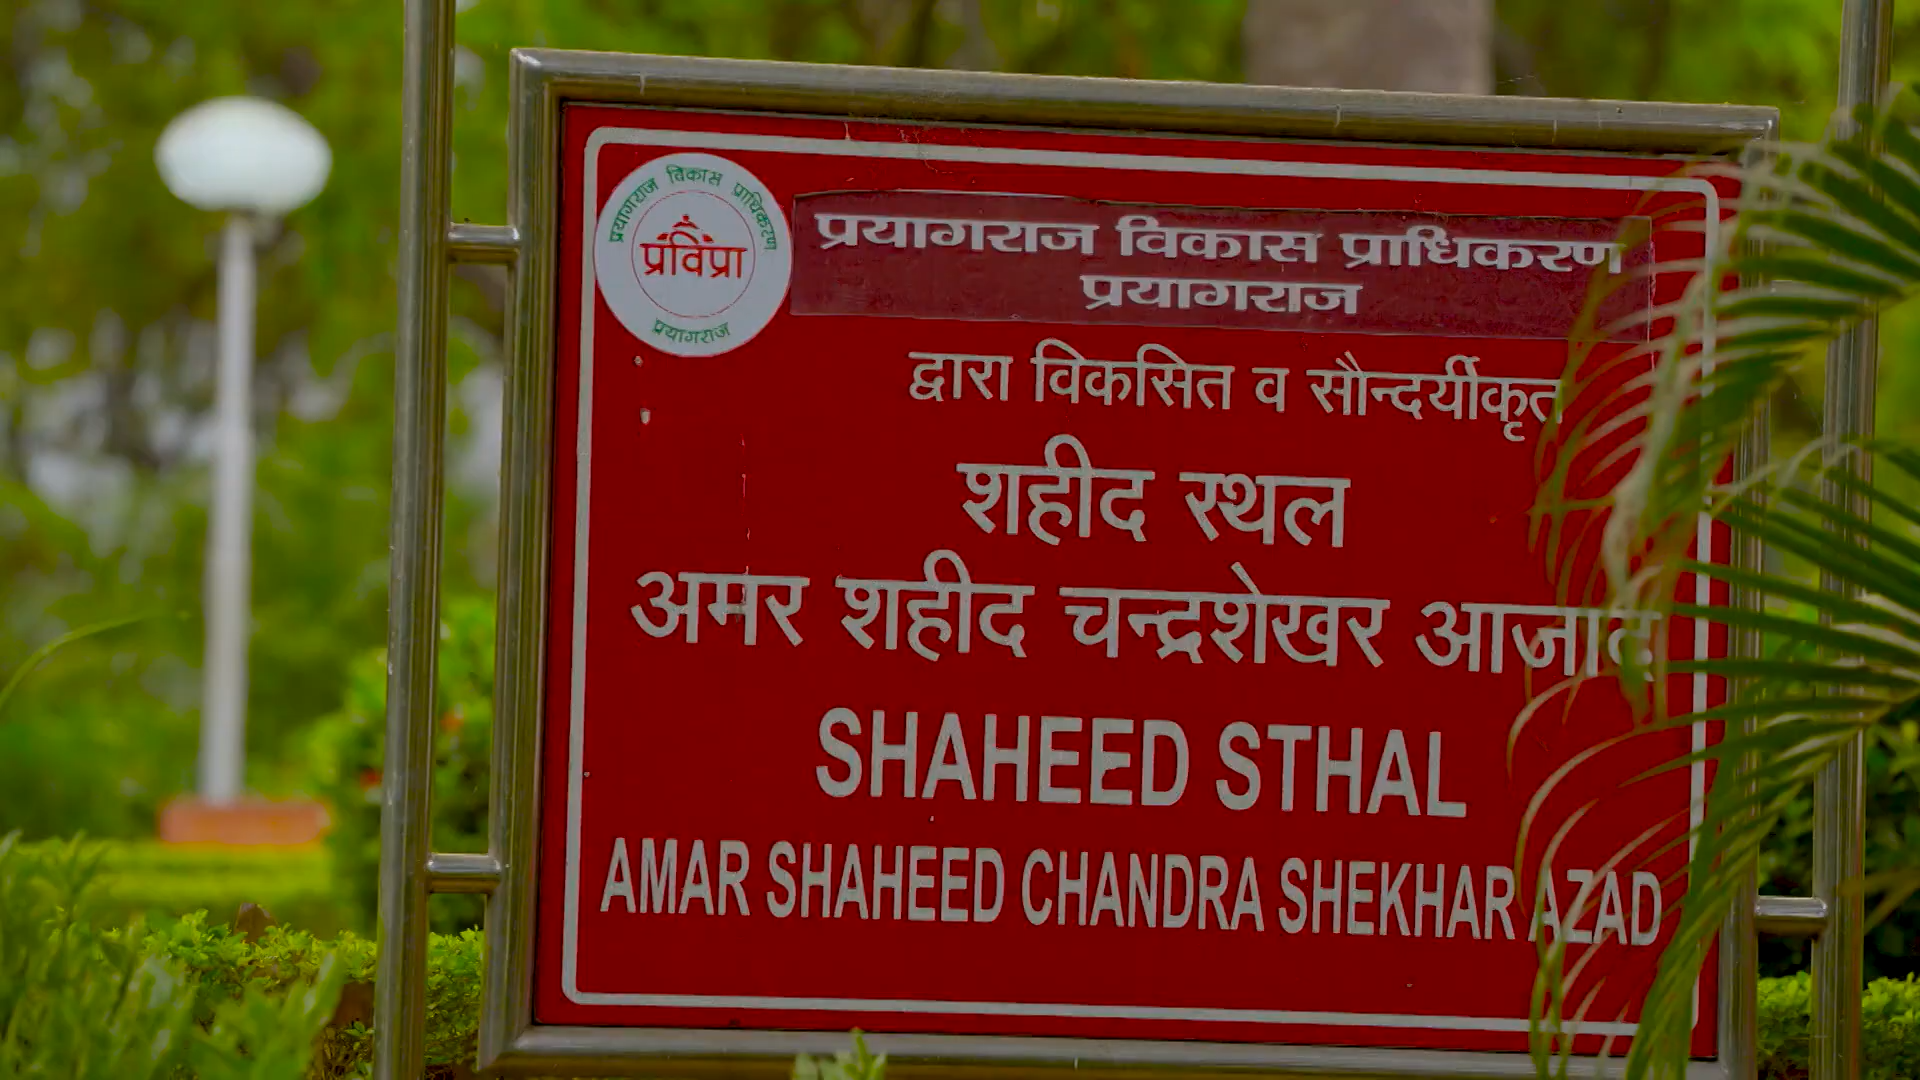 प्रयागराज विकास प्राधिकरण
प्रविप्रा
प्रयागराज
प्रयागराज विकास प्राधिकरण
प्रयागराज
द्वारा विकसित व सौन्दर्यीकृत
शहीद स्थल
अमर शहीद चन्द्रशेखर आजाद
SHAHEED STHAL
AMAR SHAHEED CHANDRA SHEKHAR AZAD